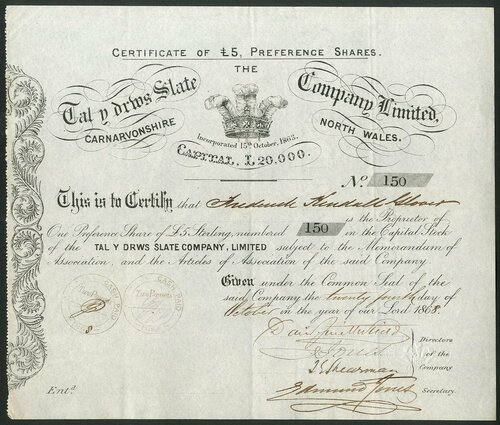 CERTIFICATE OF £5, PREFERENCE SHARES.
THE
Tal y drws Slate Company Limited,
CARNARVONSHIRE NORTH WALES.
Incorporated 15th October, 1863.
CAPITAL, £20,000.
No. 150
This is to Certify that Frederick Kendall Glover
is the Proprietor of
One Preference Share of £5 Sterling, numbered 150 in the Capital Stock
of the TAL Y DRWS SLATE COMPANY, LIMITED subject to the Memorandum of
Association, and the Articles of Association of the said Company.
Given under the Common Seal of the
said Company the twenty fourth day of
October in the year of our Lord 1868.
Directors
of the
Company
Edmund Jones Secretary.
Entd.